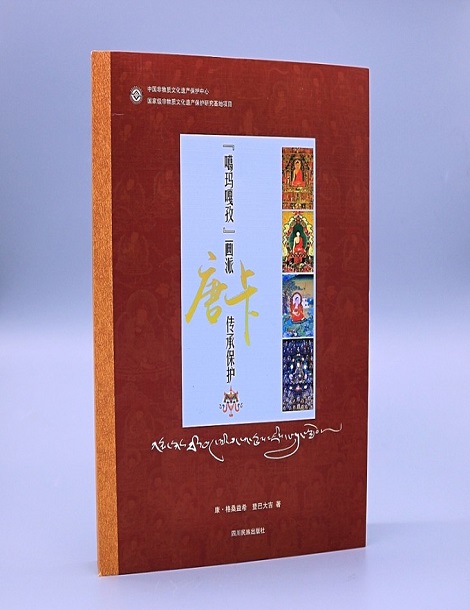 中国非物质文化遗产保护中心
国家级非物质文化遗产保护研究基地项目
『噶玛嘎孜』画派
唐卡
传承保护
康·格桑益希 登巴大吉 著
四川民族出版社